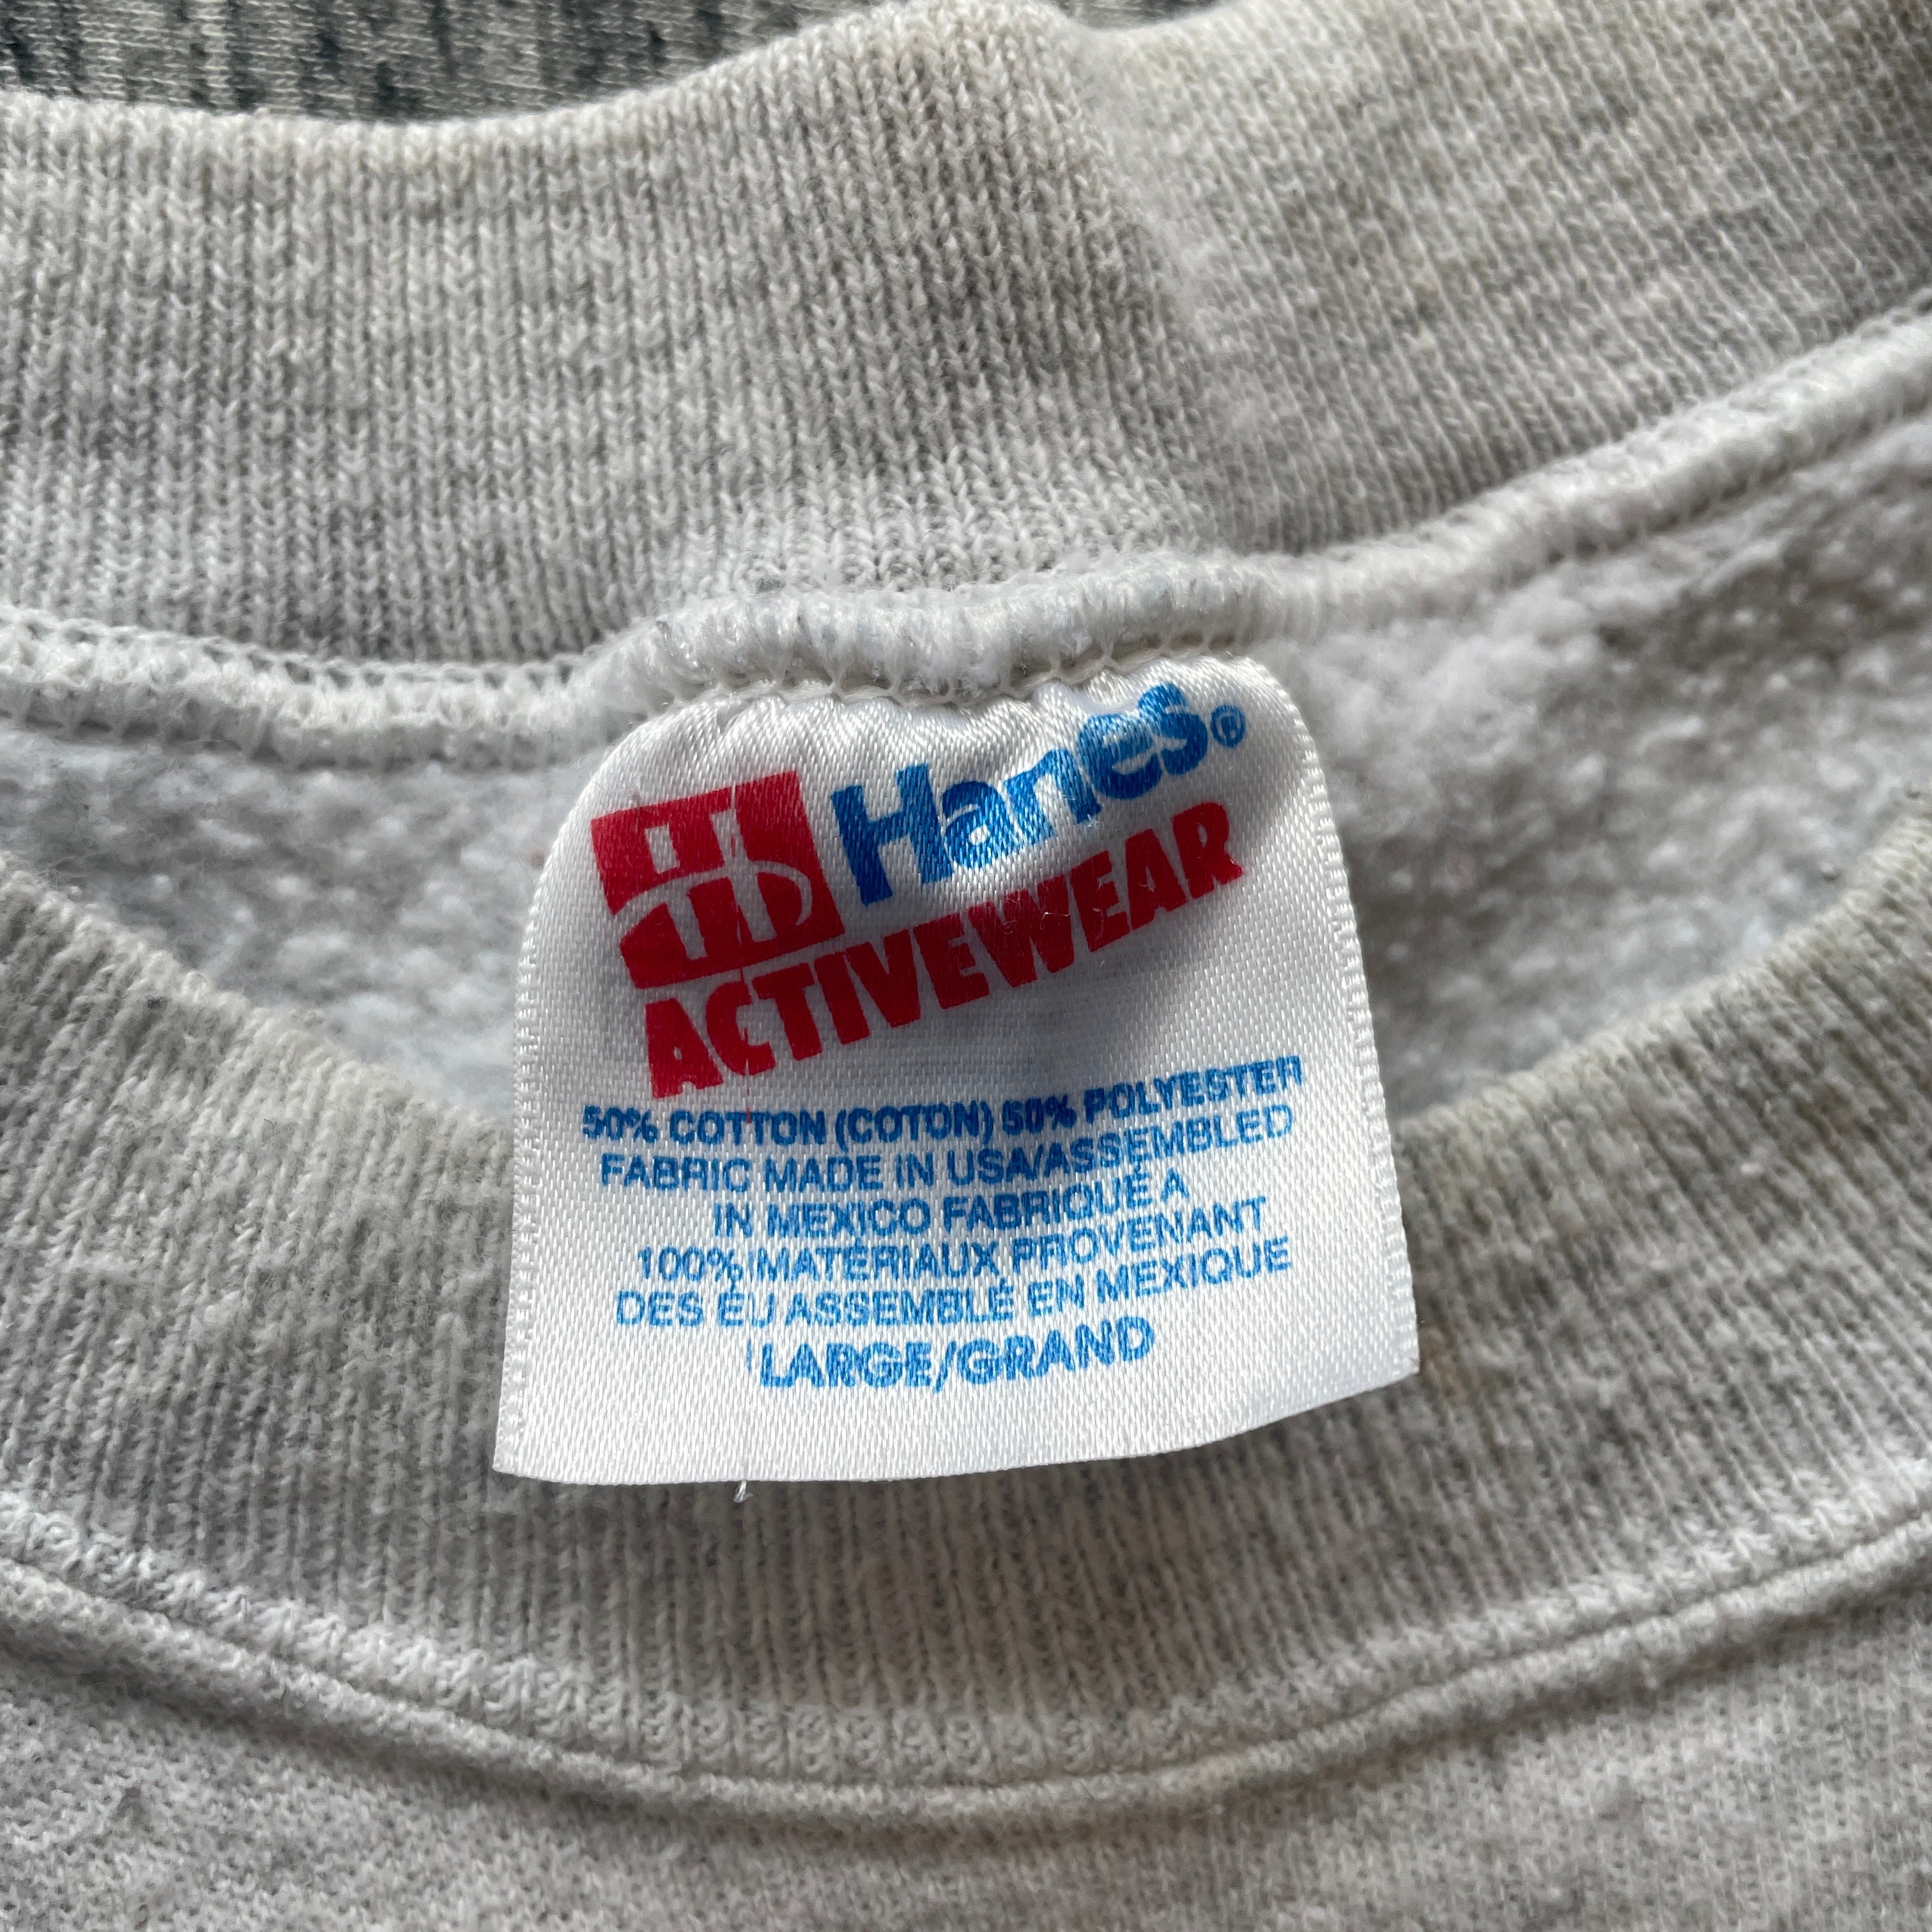 Hanes®
ACTIVEWEAR
50% COTTON (COTON) 50% POLYESTER
FABRIC MADE IN USA/ASSEMBLED
IN MEXICO FABRIQUÉ A
100% MATÉRIAUX PROVENANT
DES ÉU ASSEMBLÉ EN MEXIQUE
LARGE/GRAND